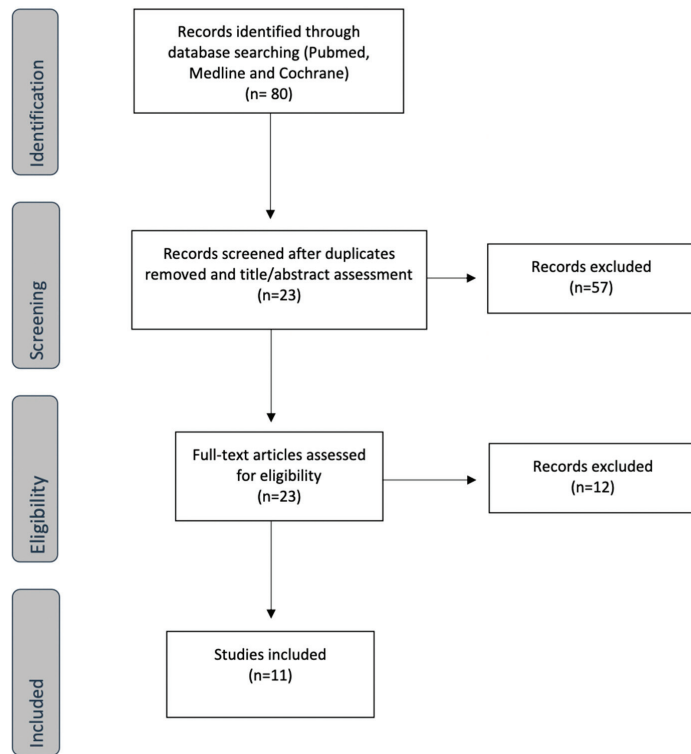 Identification
Records identified through
database searching (Pubmed,
Medline and Cochrane)
(n= 80)
Screening
Records screened after duplicates
removed and title/abstract assessment
(n=23)
Records excluded
(n=57)
Eligibility
Full-text articles assessed
for eligibility
(n=23)
Records excluded
(n=12)
Included
Studies included
(n=11)